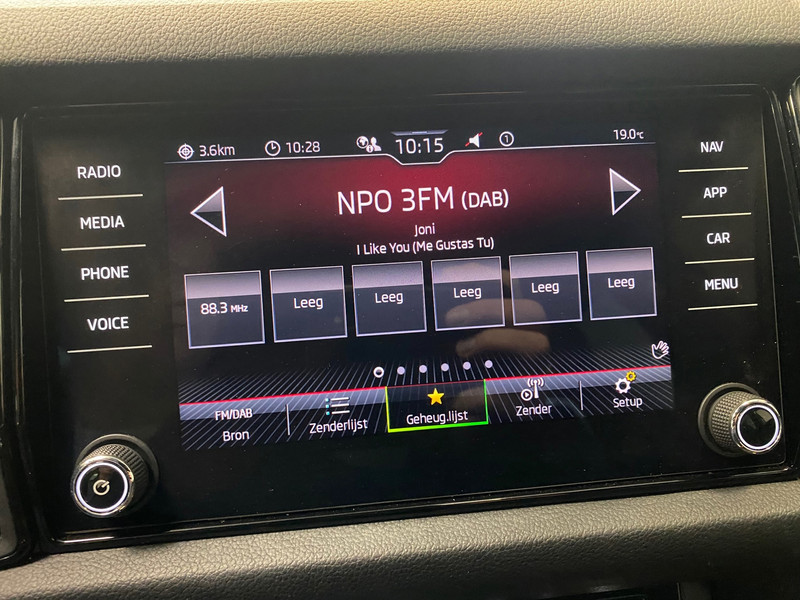 3.6km 10:28 10:15 1 19.0°C
RADIO
MEDIA
PHONE
VOICE
NPO 3FM (DAB)
Joni
I Like You (Me Gustas Tu)
88.3 MHz
Leeg
Leeg
Leeg
Leeg
Leeg
FM/DAB
Bron
Zenderlijst
Geheug.lijst
Zender
Setup
NAV
APP
CAR
MENU